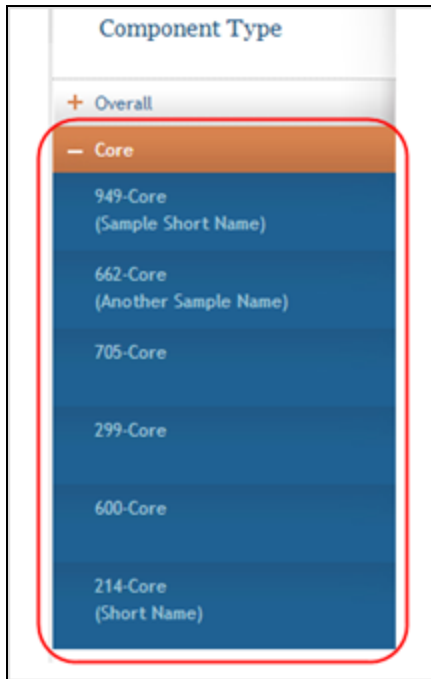 Component Type
+ Overall
– Core
949-Core
(Sample Short Name)
662-Core
(Another Sample Name)
705-Core
299-Core
600-Core
214-Core
(Short Name)